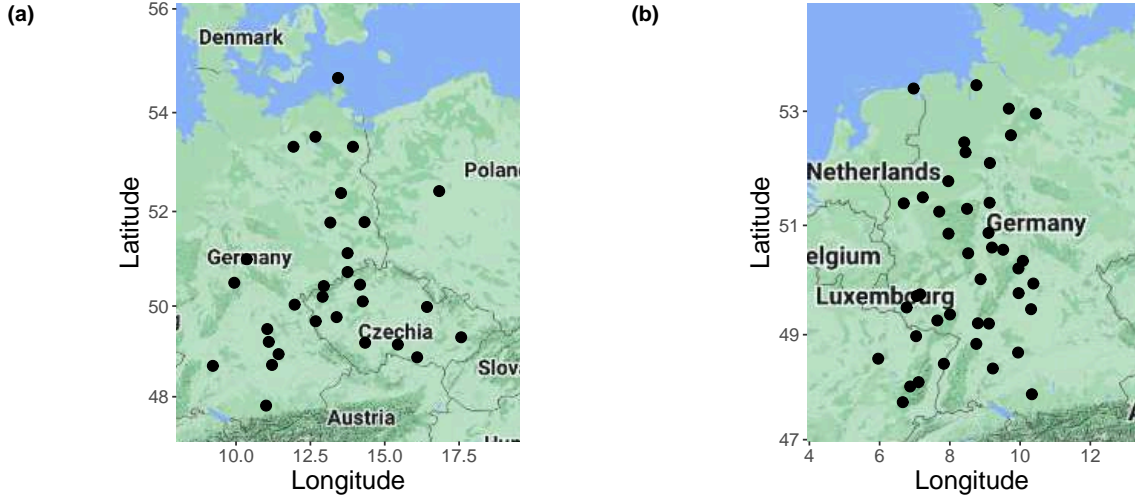 (a)
56
54
52
50
48
Latitude
Denmark
Polan
Germany
Czechia
Slov
Austria
10.0 12.5 15.0 17.5
Longitude
(b)
53
51
49
47
Latitude
Netherlands
Germany
elgium
Luxembourg
4 6 8 10 12
Longitude